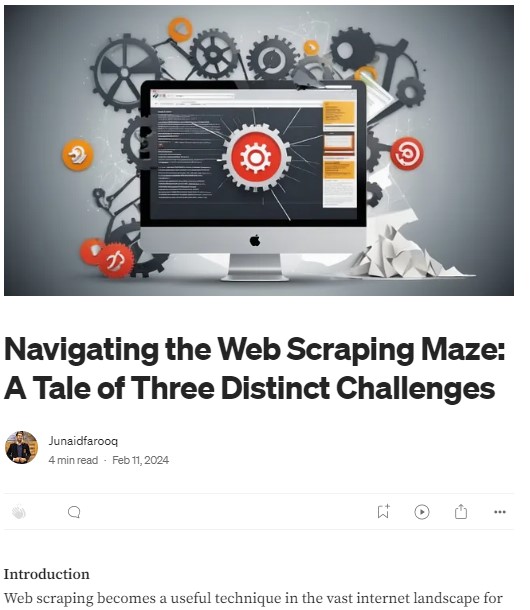 Navigating the Web Scraping Maze:
A Tale of Three Distinct Challenges
Junaidfarooq
4 min read · Feb 11, 2024
Introduction
Web scraping becomes a useful technique in the vast internet landscape for